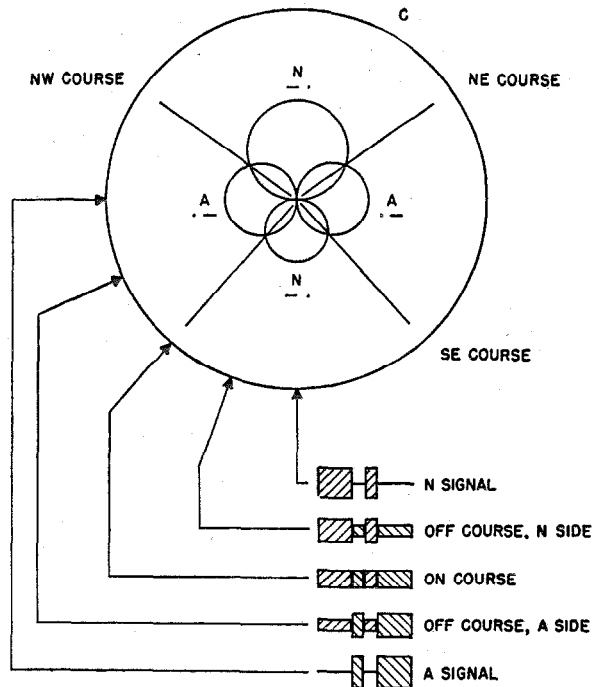 C
NW COURSE
NE COURSE
N
— .
A
. —
A
. —
N
— .
SE COURSE
N SIGNAL
OFF COURSE, N SIDE
ON COURSE
OFF COURSE, A SIDE
A SIGNAL